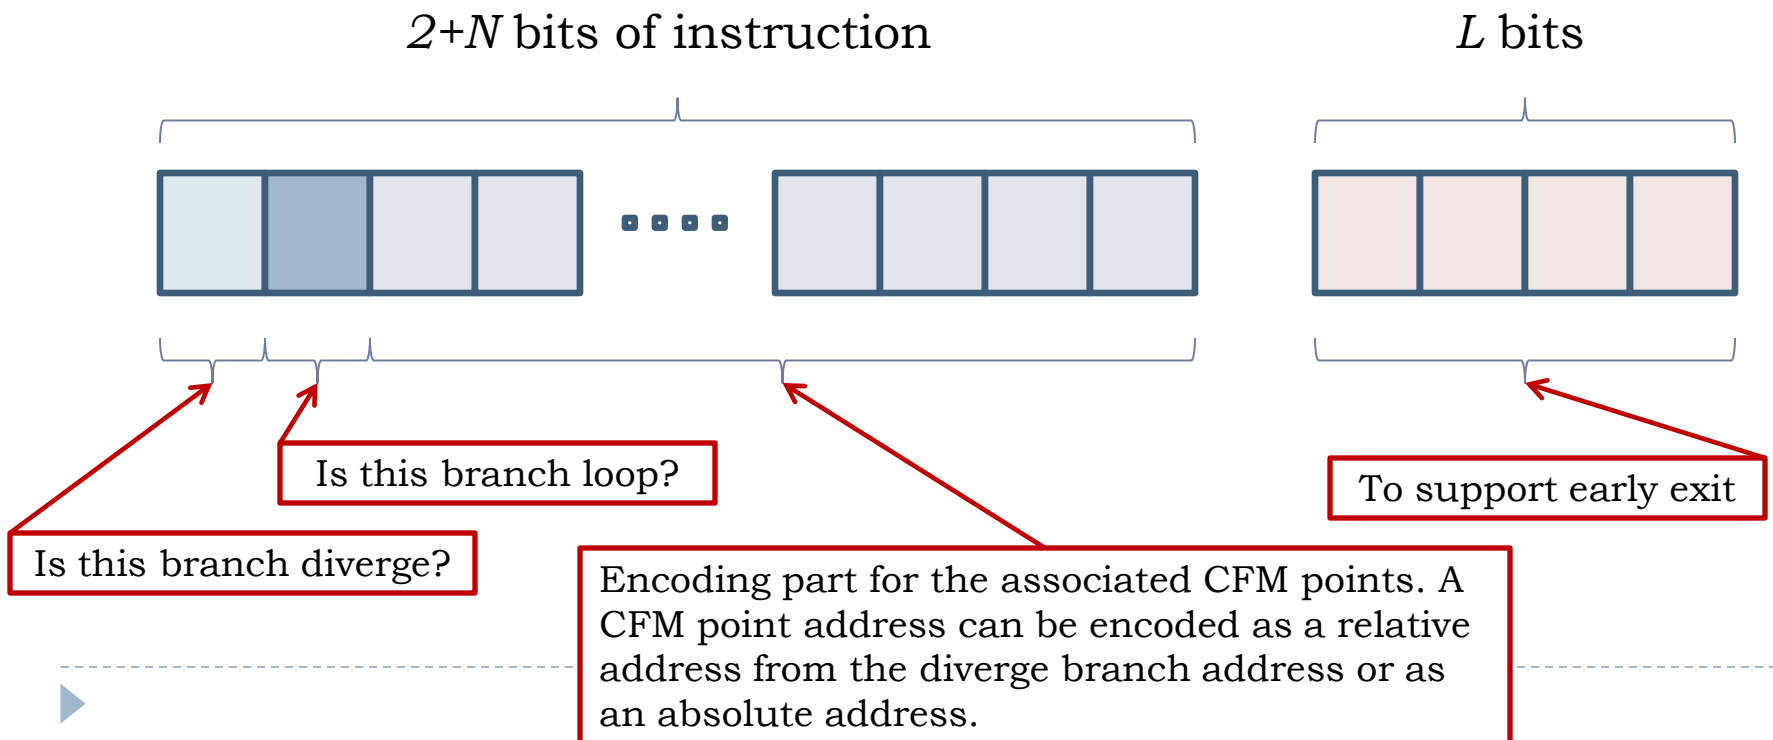 2+N bits of instruction
L bits
Is this branch loop?
To support early exit
Is this branch diverge?
Encoding part for the associated CFM points. A
CFM point address can be encoded as a relative
address from the diverge branch address or as
an absolute address.